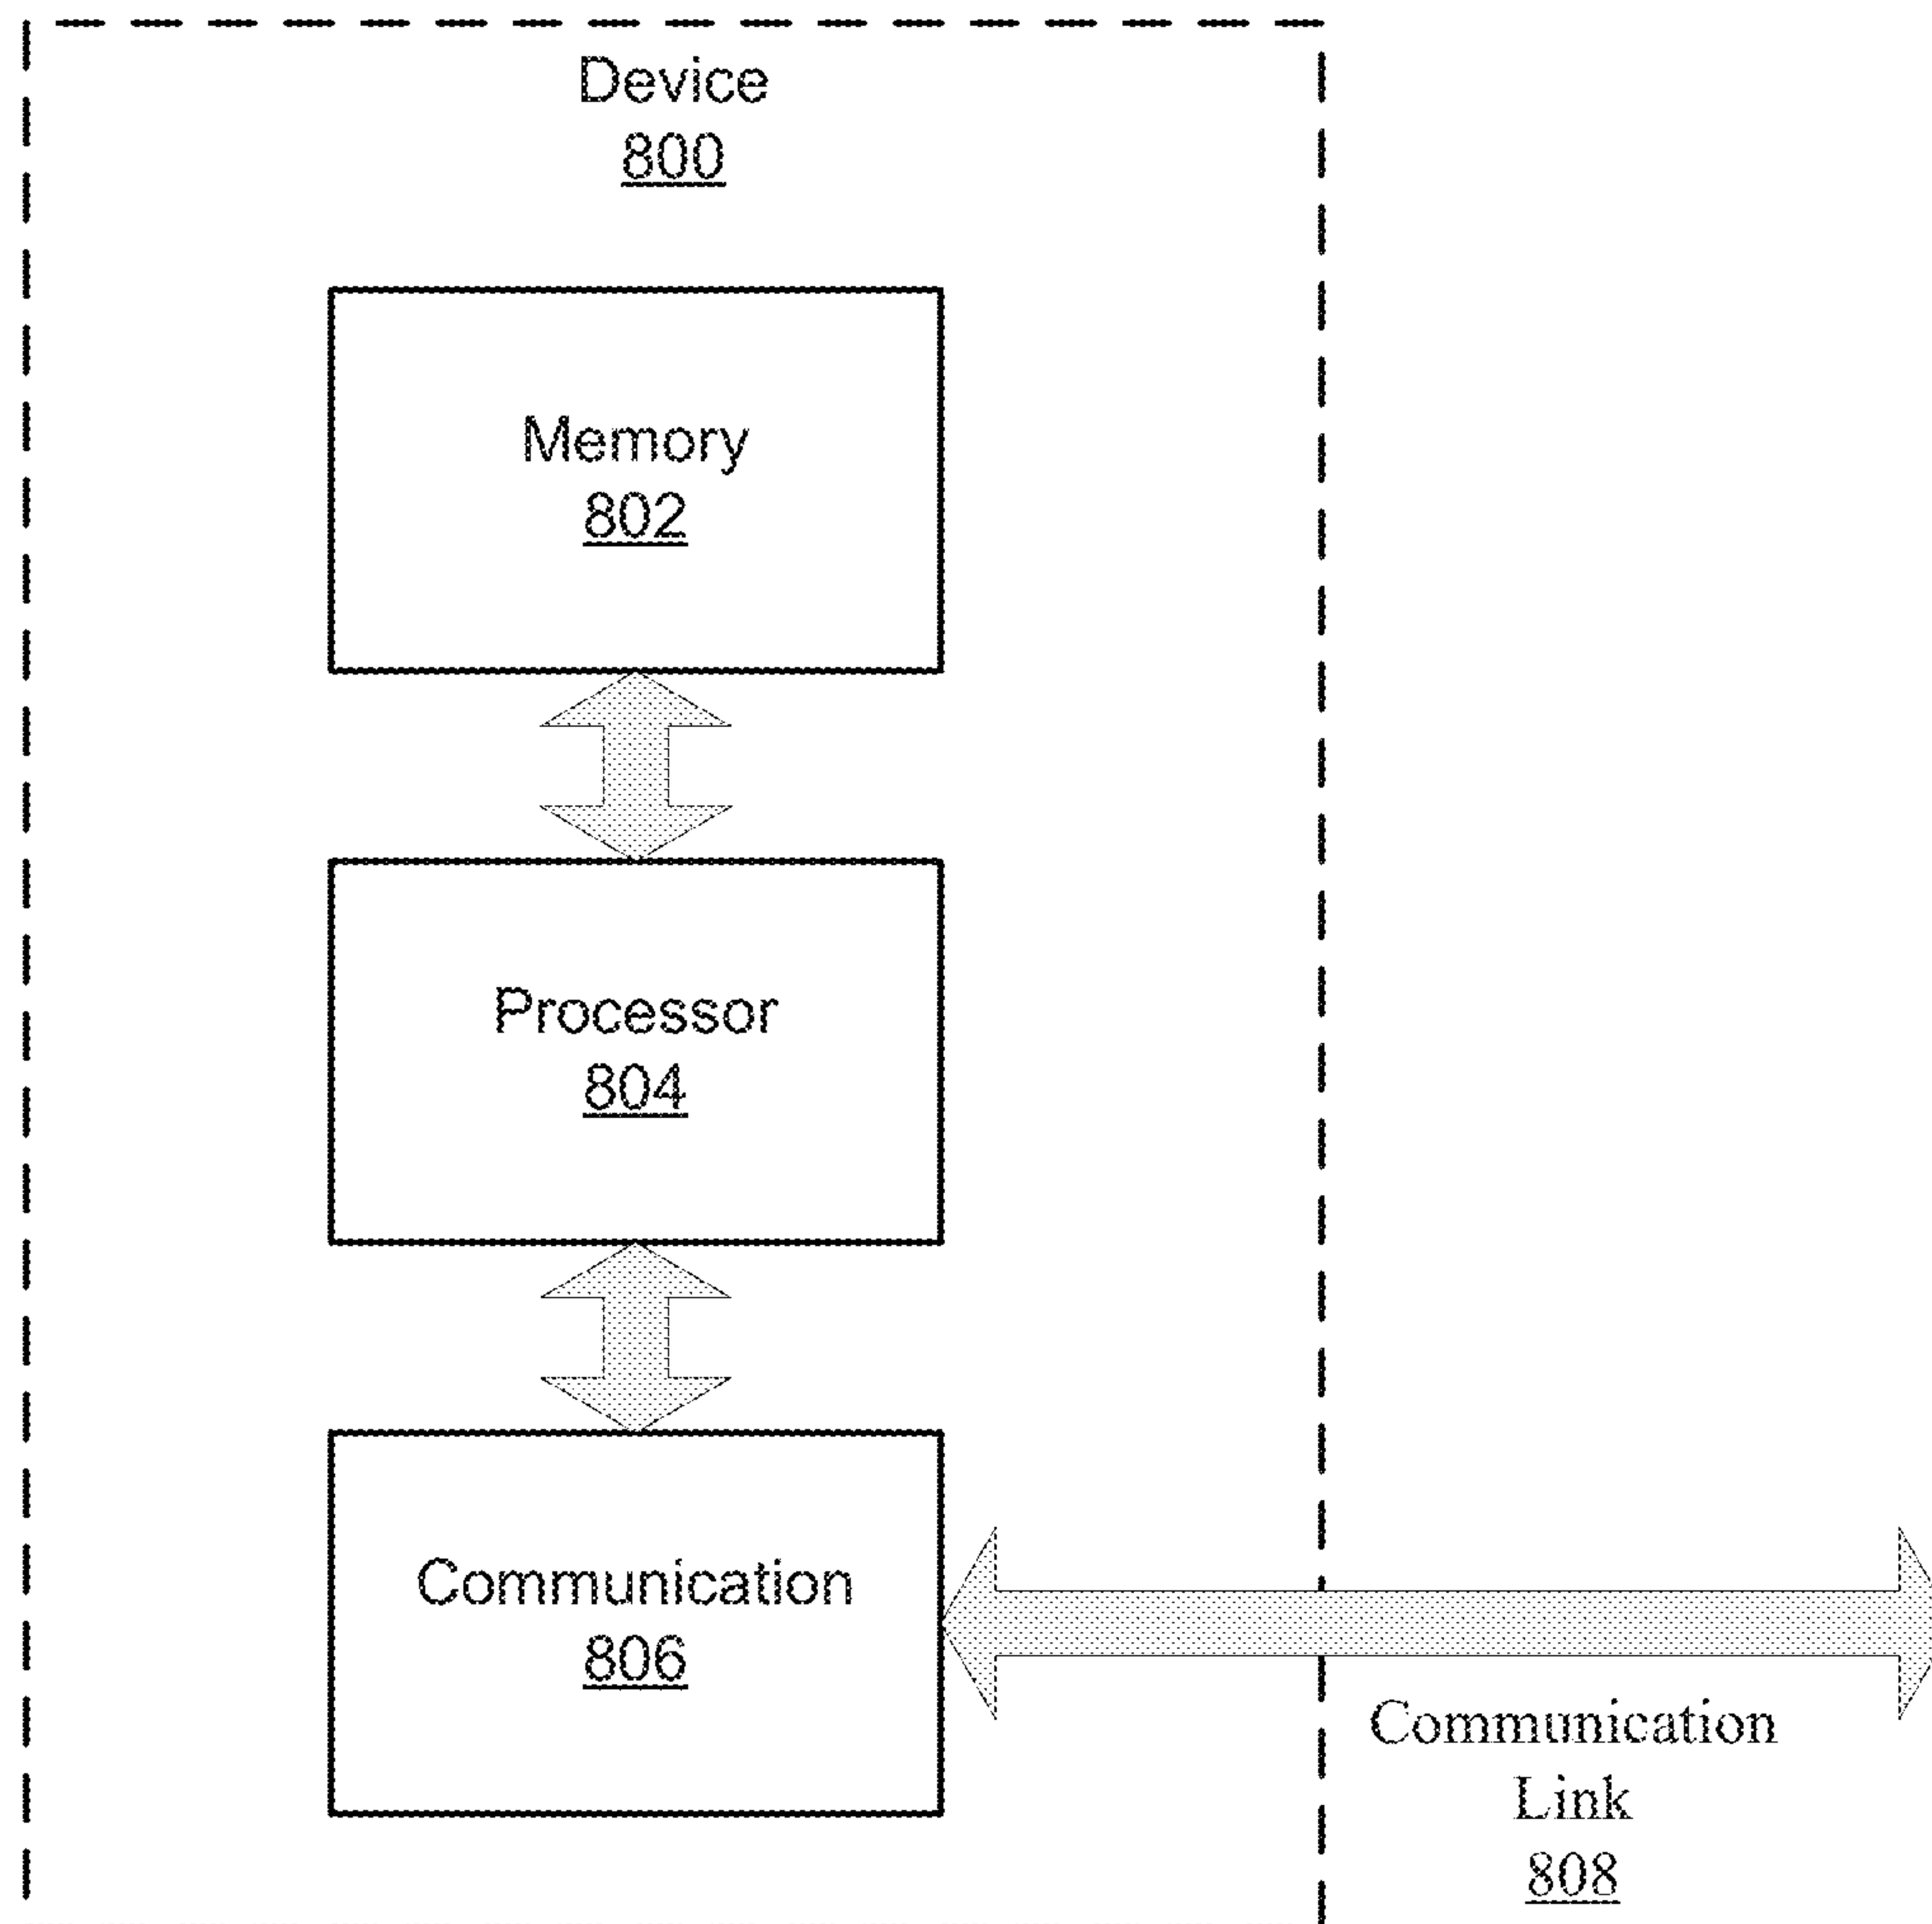 Device
800
Memory
802
Processor
804
Communication
806
Communication
Link
808